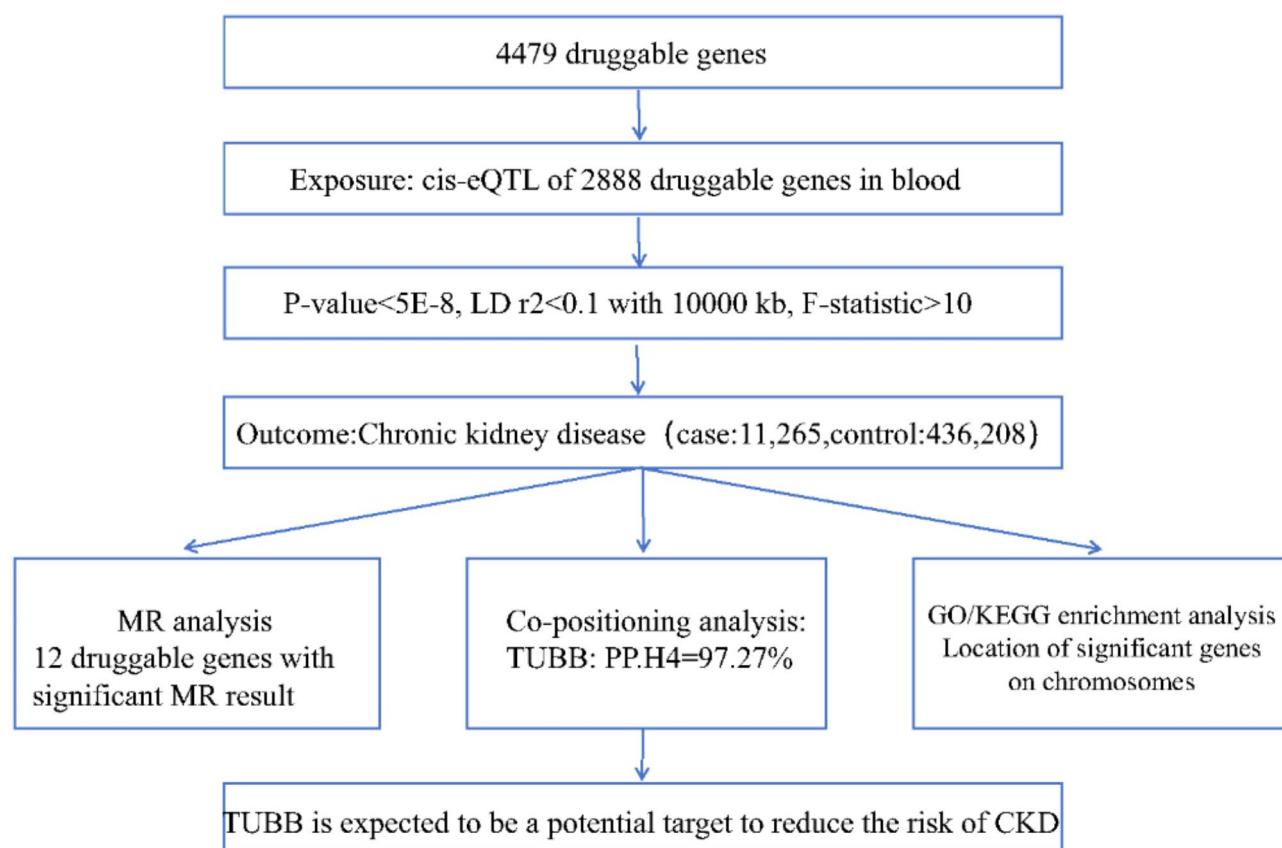 4479 druggable genes
Exposure: cis-eQTL of 2888 druggable genes in blood
P-value<5E-8, LD r2<0.1 with 10000 kb, F-statistic>10
Outcome:Chronic kidney disease（case:11,265,control:436,208）
MR analysis
12 druggable genes with
significant MR result
Co-positioning analysis:
TUBB: PP.H4=97.27%
GO/KEGG enrichment analysis
Location of significant genes
on chromosomes
TUBB is expected to be a potential target to reduce the risk of CKD